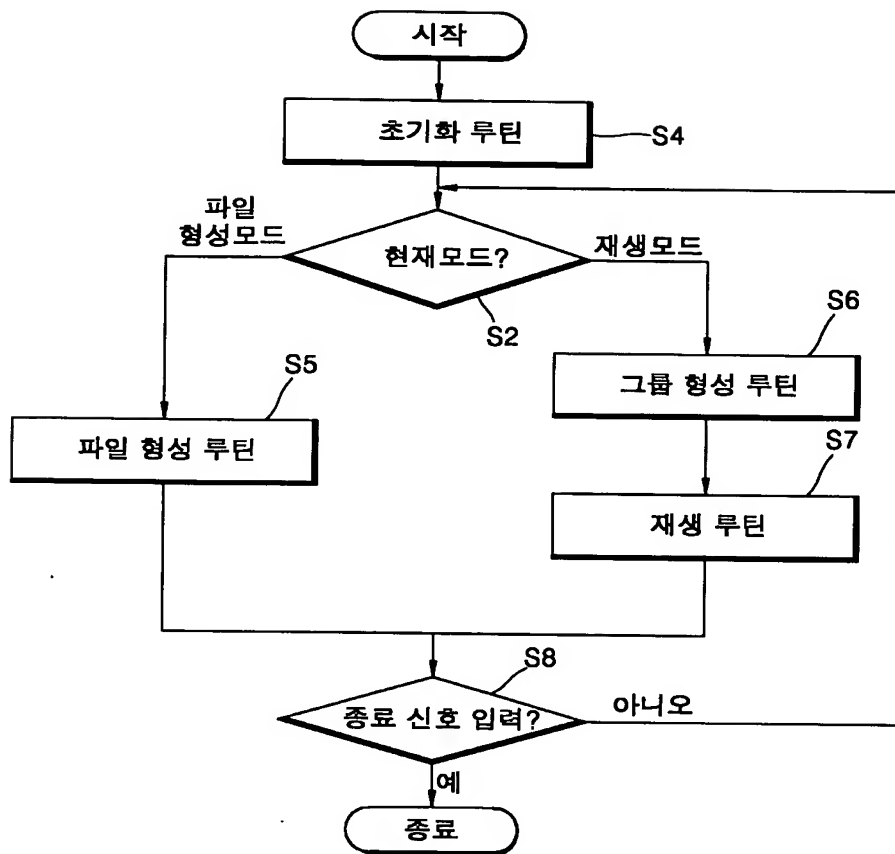 시작
초기화 루틴
S4
파일
형성모드
현재모드?
재생모드
S2
S6
S5
그룹 형성 루틴
파일 형성 루틴
S7
재생 루틴
S8
종료 신호 입력?
아니오
예
종료